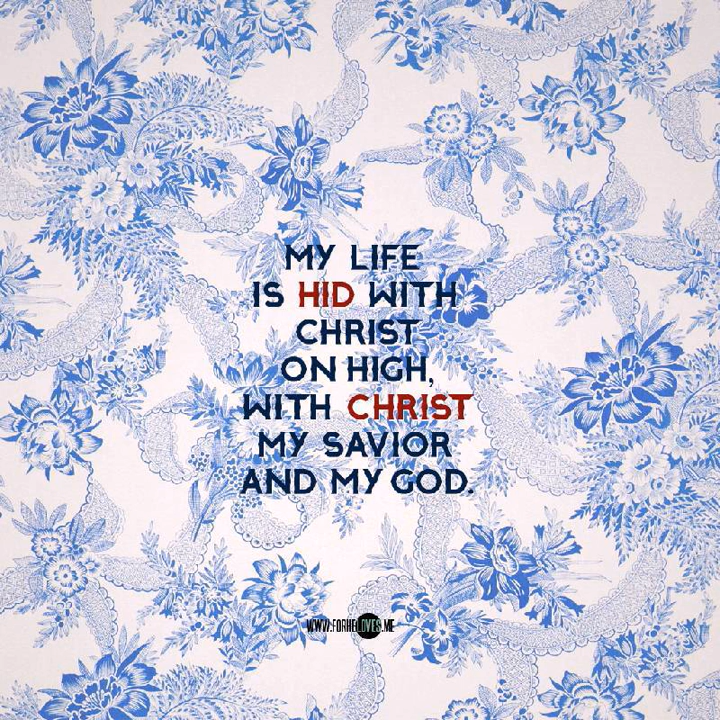 MY LIFE
IS HID WITH
CHRIST
ON HIGH,
WITH CHRIST
MY SAVIOR
AND MY GOD.
WWW.FORHELOVES.ME